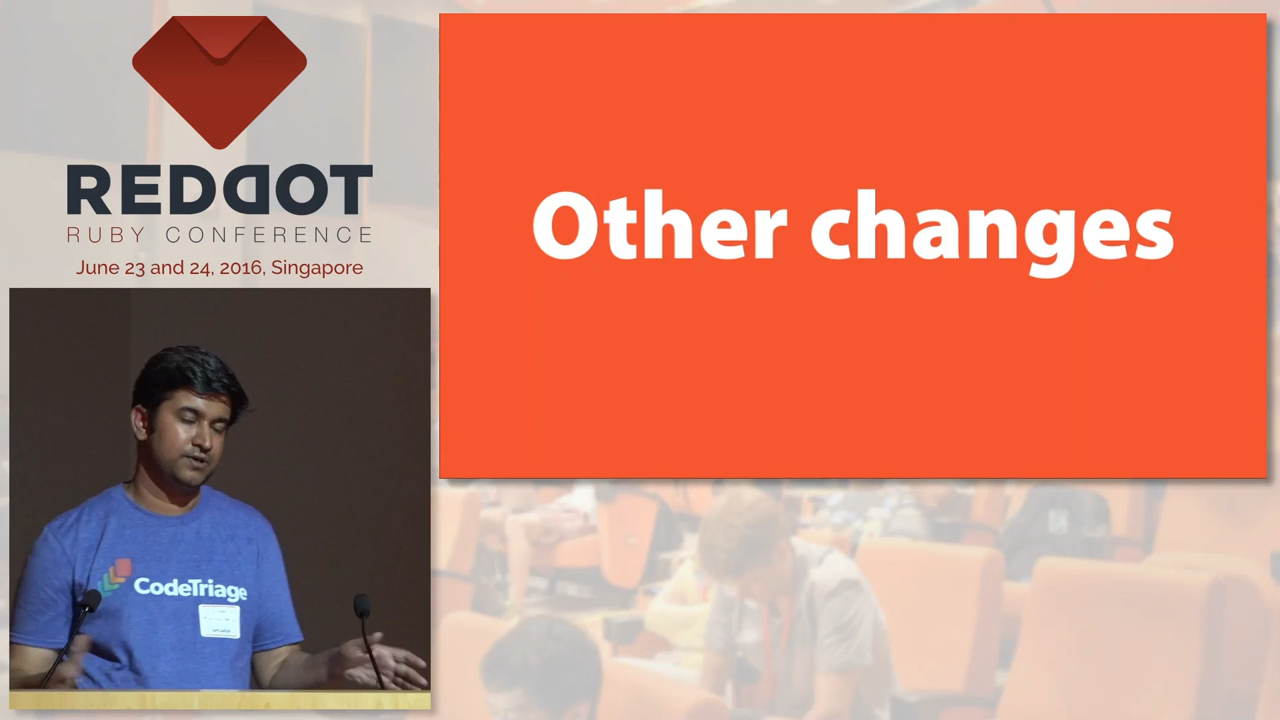 REDDOT
RUBY CONFERENCE
June 23 and 24, 2016, Singapore
Other changes
CodeTriage